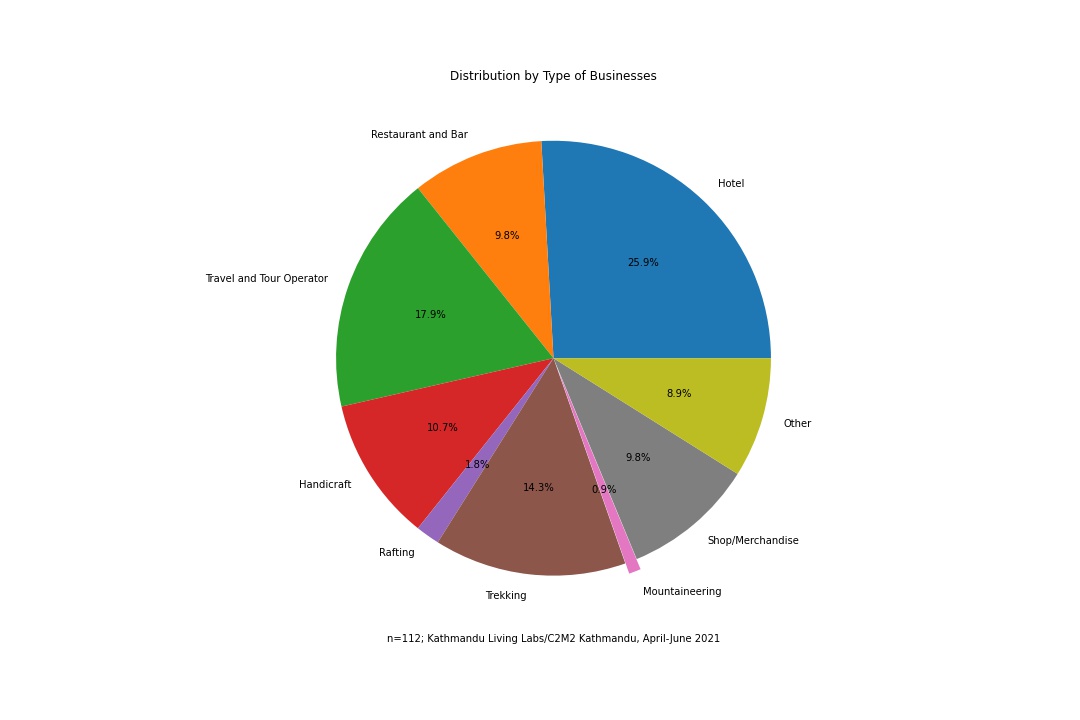 Distribution by Type of Businesses
Restaurant and Bar
Hotel
9.8%
25.9%
Travel and Tour Operator
17.9%
8.9%
Other
10.7%
1.8%
9.8%
Handicraft
14.3%
0.9%
Shop/Merchandise
Rafting
Trekking
Mountaineering
n=112; Kathmandu Living Labs/C2M2 Kathmandu, April-June 2021